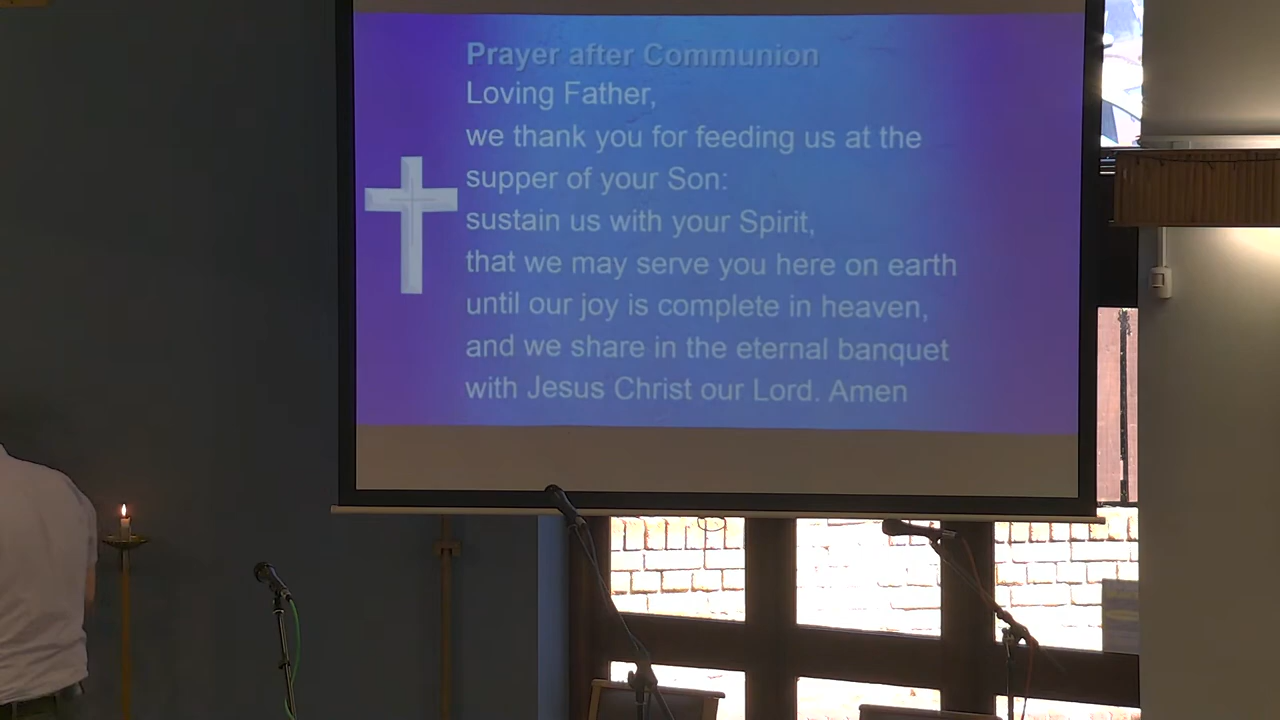 Prayer after Communion
Loving Father,
we thank you for feeding us at the
supper of your Son:
sustain us with your Spirit,
that we may serve you here on earth
until our joy is complete in heaven,
and we share in the eternal banquet
with Jesus Christ our Lord. Amen